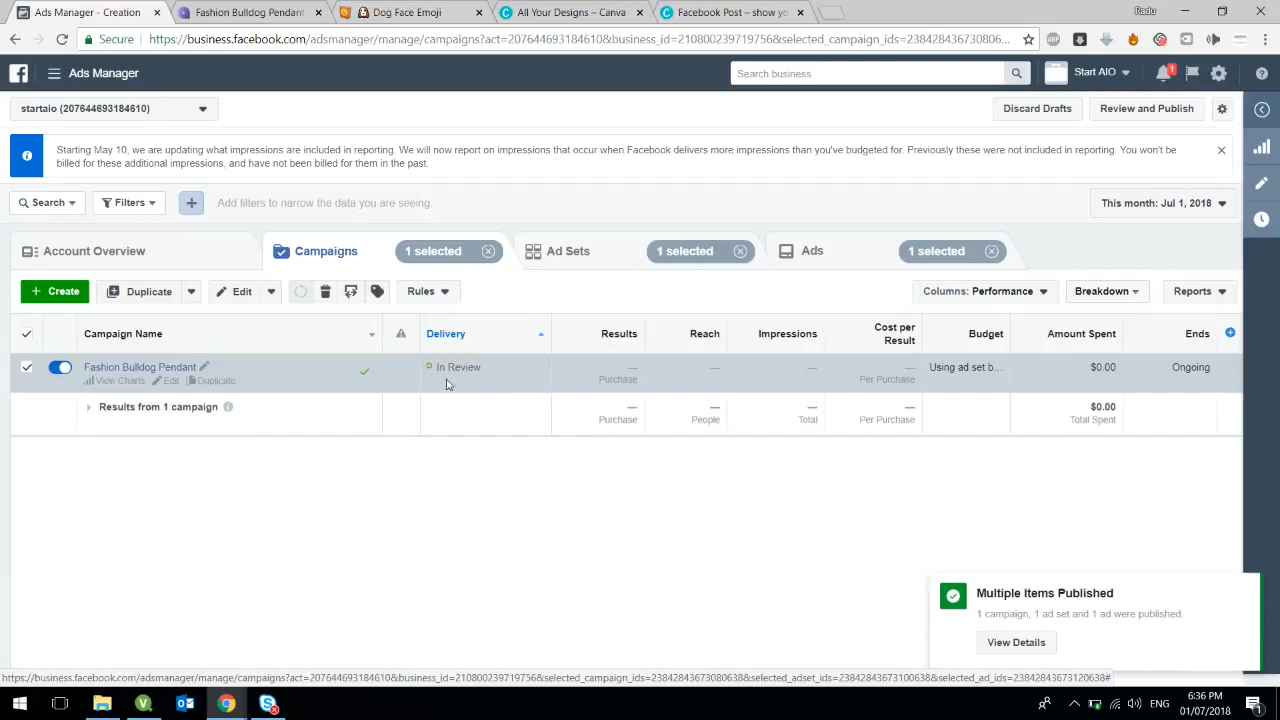 Ads Manager - Creation
Fashion Bulldog Pendant
Dog Face Emoji
All Your Designs – Canva
Facebook Post – show yo
Radu
Secure
https://business.facebook.com/adsmanager/manage/campaigns?act=207644693184610&business_id=210800239719756&selected_campaign_ids=238428436730806...
ABP
Ads Manager
Search business
Start AIO
1
startaio (207644693184610)
Discard Drafts
Review and Publish
Starting May 10, we are updating what impressions are included in reporting. We will now report on impressions that occur when Facebook delivers more impressions than you've budgeted for. Previously these were not included in reporting. You won't be
billed for these additional impressions, and have not been billed for them in the past.
Search
Filters
Add filters to narrow the data you are seeing.
This month: Jul 1, 2018
Account Overview
Campaigns
1 selected
Ad Sets
1 selected
Ads
1 selected
+ Create
Duplicate
Edit
Rules
Columns: Performance
Breakdown
Reports
Campaign Name
Delivery
Results
Reach
Impressions
Cost per
Result
Budget
Amount Spent
Ends
Fashion Bulldog Pendant
View Charts
Edit
Duplicate
In Review
—
Purchase
—
—
—
Per Purchase
Using ad set b...
$0.00
Ongoing
Results from 1 campaign
—
Purchase
—
People
—
Total
—
Per Purchase
$0.00
Total Spent
Multiple Items Published
1 campaign, 1 ad set and 1 ad were published.
View Details
https://business.facebook.com/adsmanager/manage/campaigns?act=207644693184610&business_id=210800239719756&selected_campaign_ids=23842843673080638&selected_adset_ids=23842843673100638&selected_ad_ids=23842843673120638#
ENG
6:36 PM
01/07/2018
1